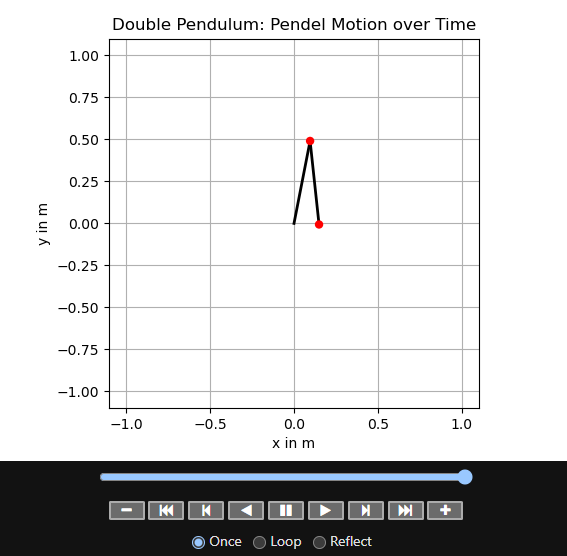 Double Pendulum: Pendel Motion over Time
1.00
0.75
0.50
0.25
0.00
−0.25
−0.50
−0.75
−1.00
y in m
−1.0 −0.5 0.0 0.5 1.0
x in m
Once Loop Reflect